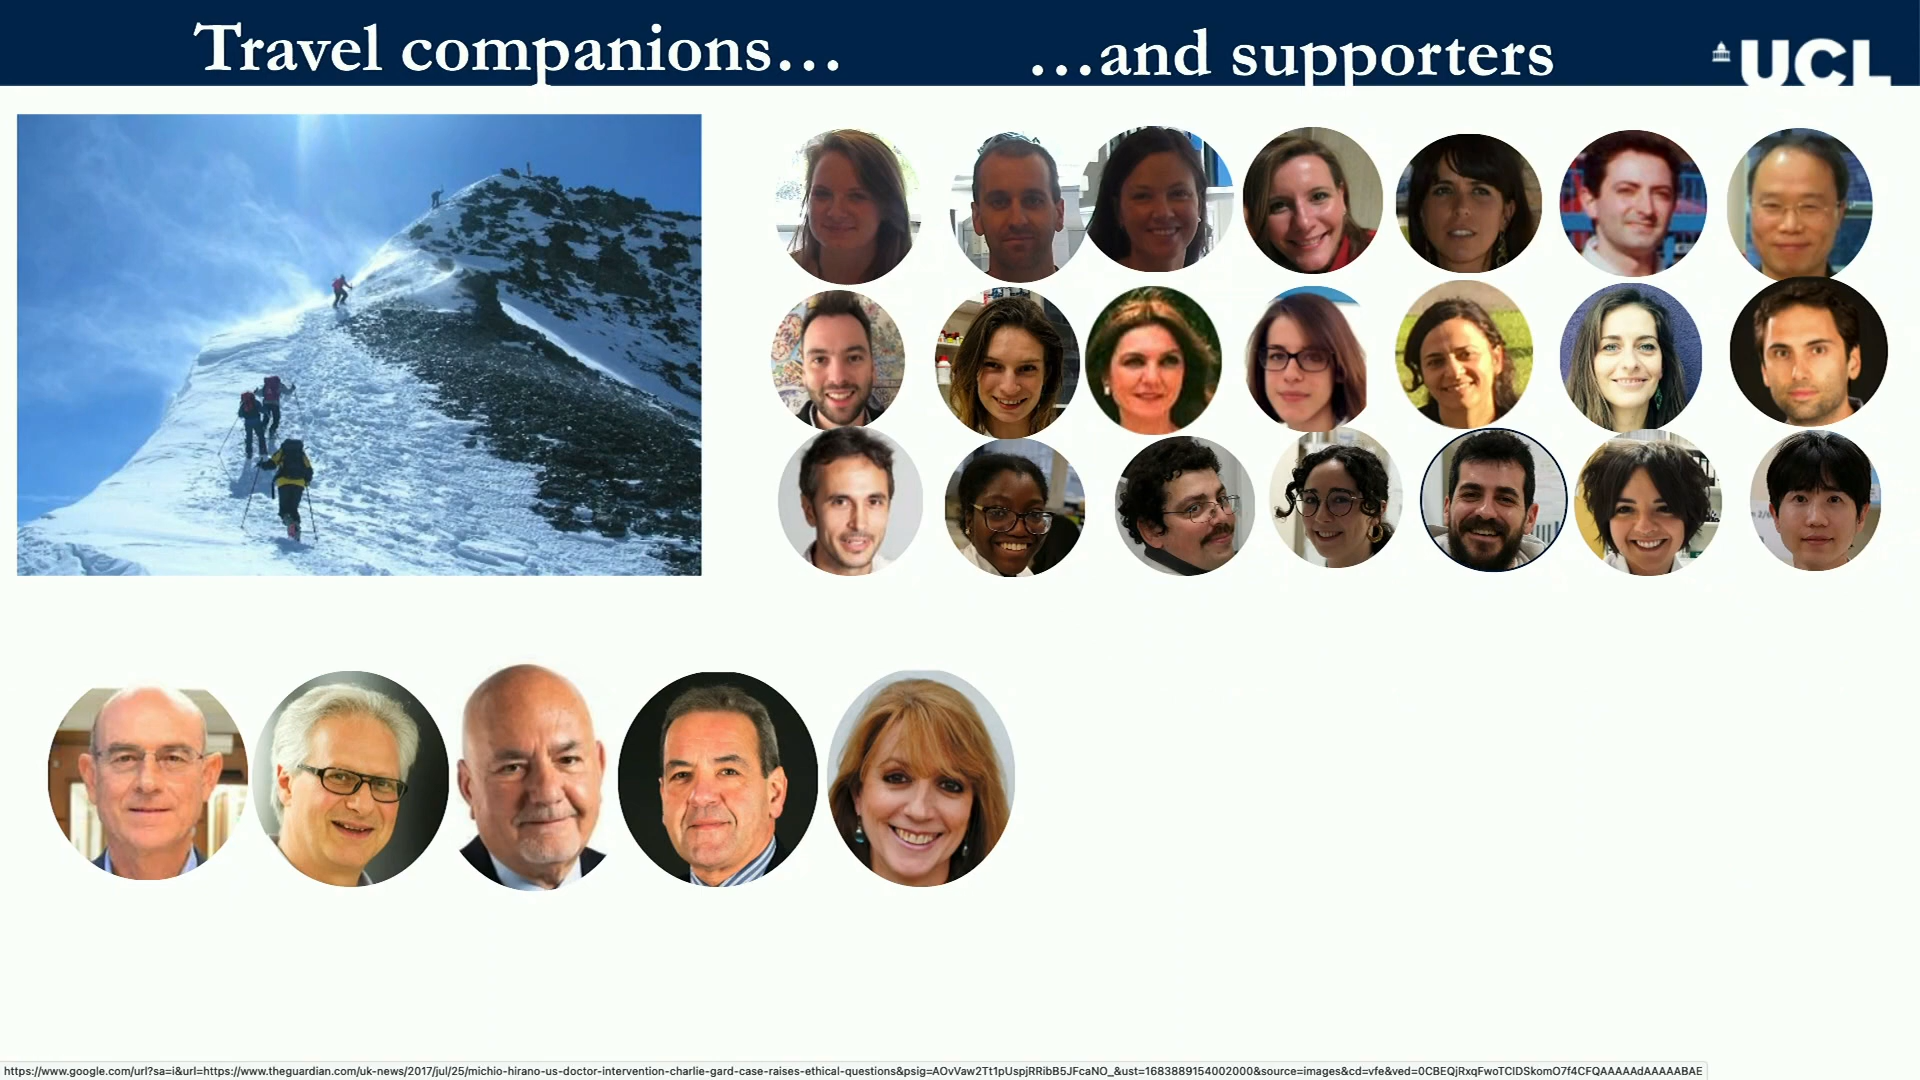 Travel companions...
...and supporters
UCL
https://www.google.com/url?sa=i&url=https://www.theguardian.com/uk-news/2017/jul/25/michio-hirano-us-doctor-intervention-charlie-gard-case-raises-ethical-questions&psig=AOvVaw2Tt1pUspjRRibB5JFcaNO_&ust=1683889154002000&source=images&cd=vfe&ved=0CBEQjRxqFwoTCIDSkomO7f4CFQAAAAAdAAAAABAE